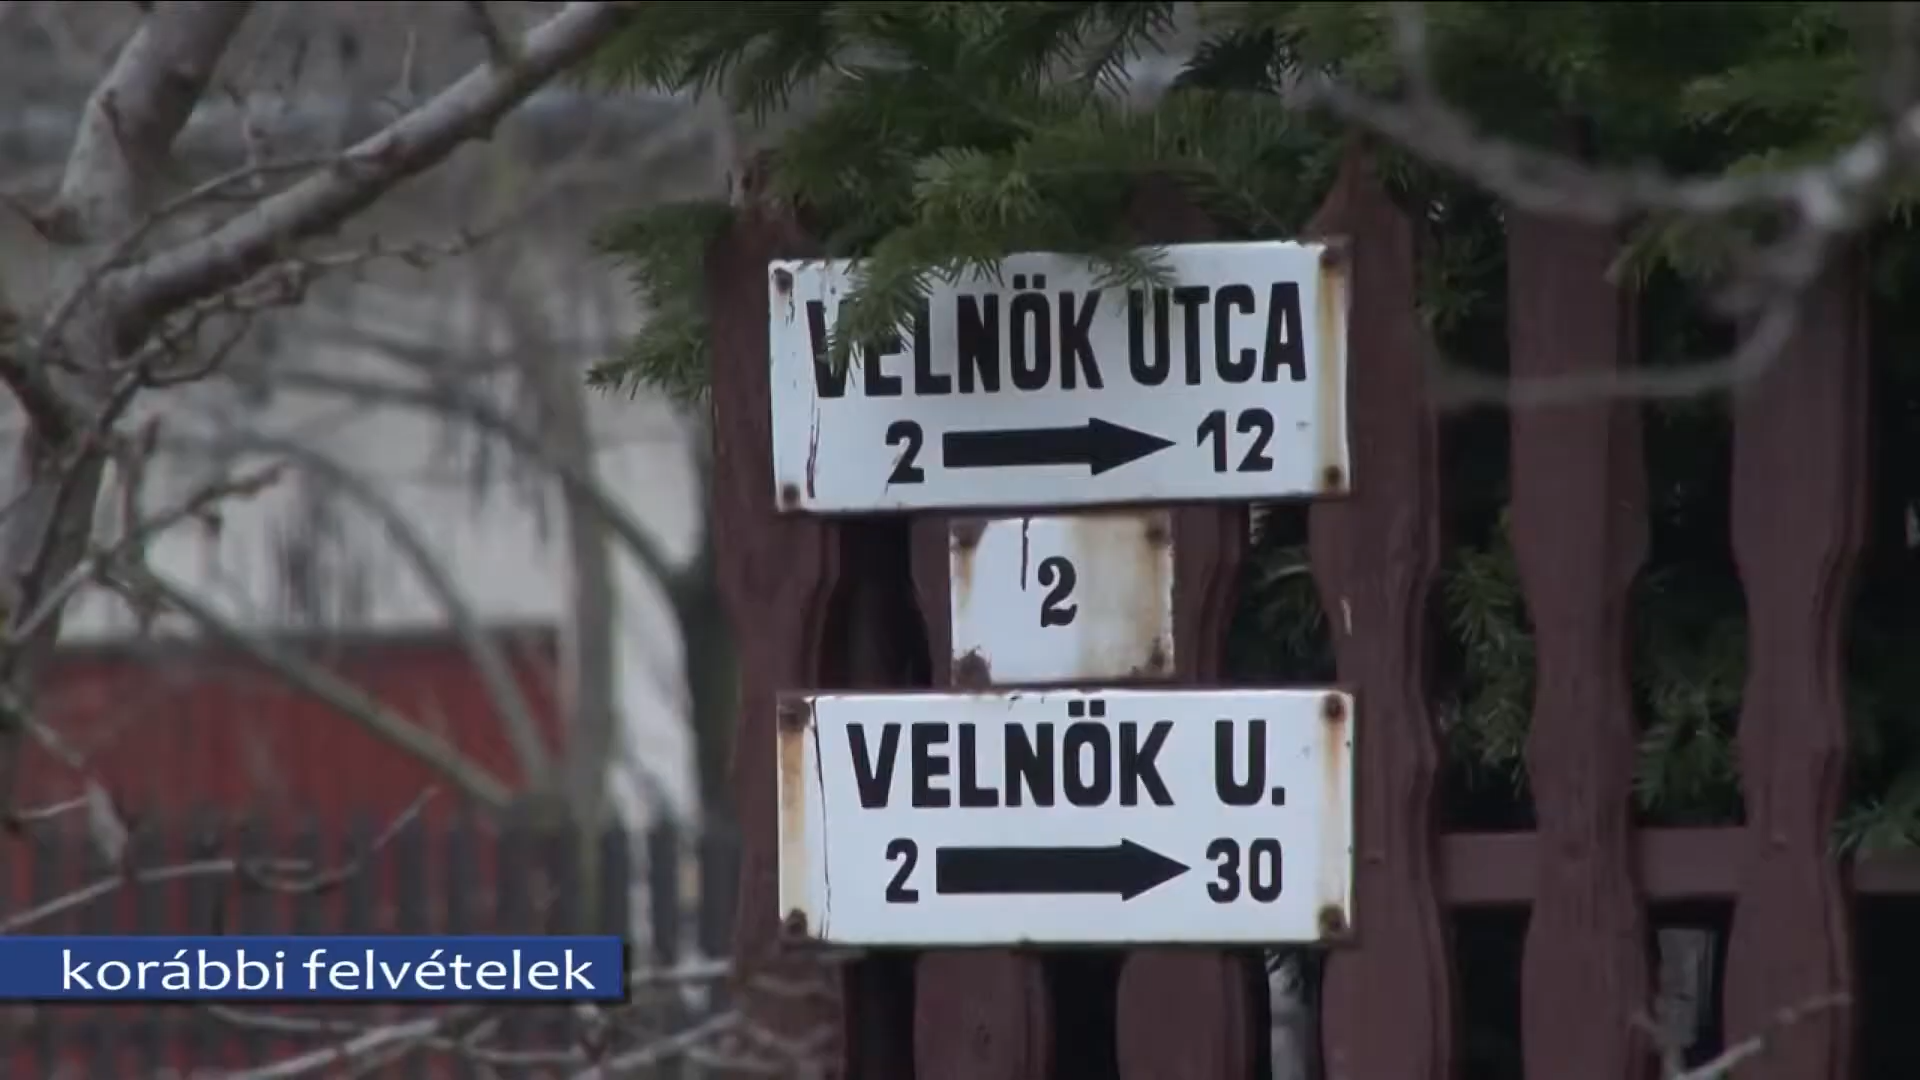 VELNÖK UTCA
2 → 12
2
VELNÖK U.
2 → 30
korábbi felvételek